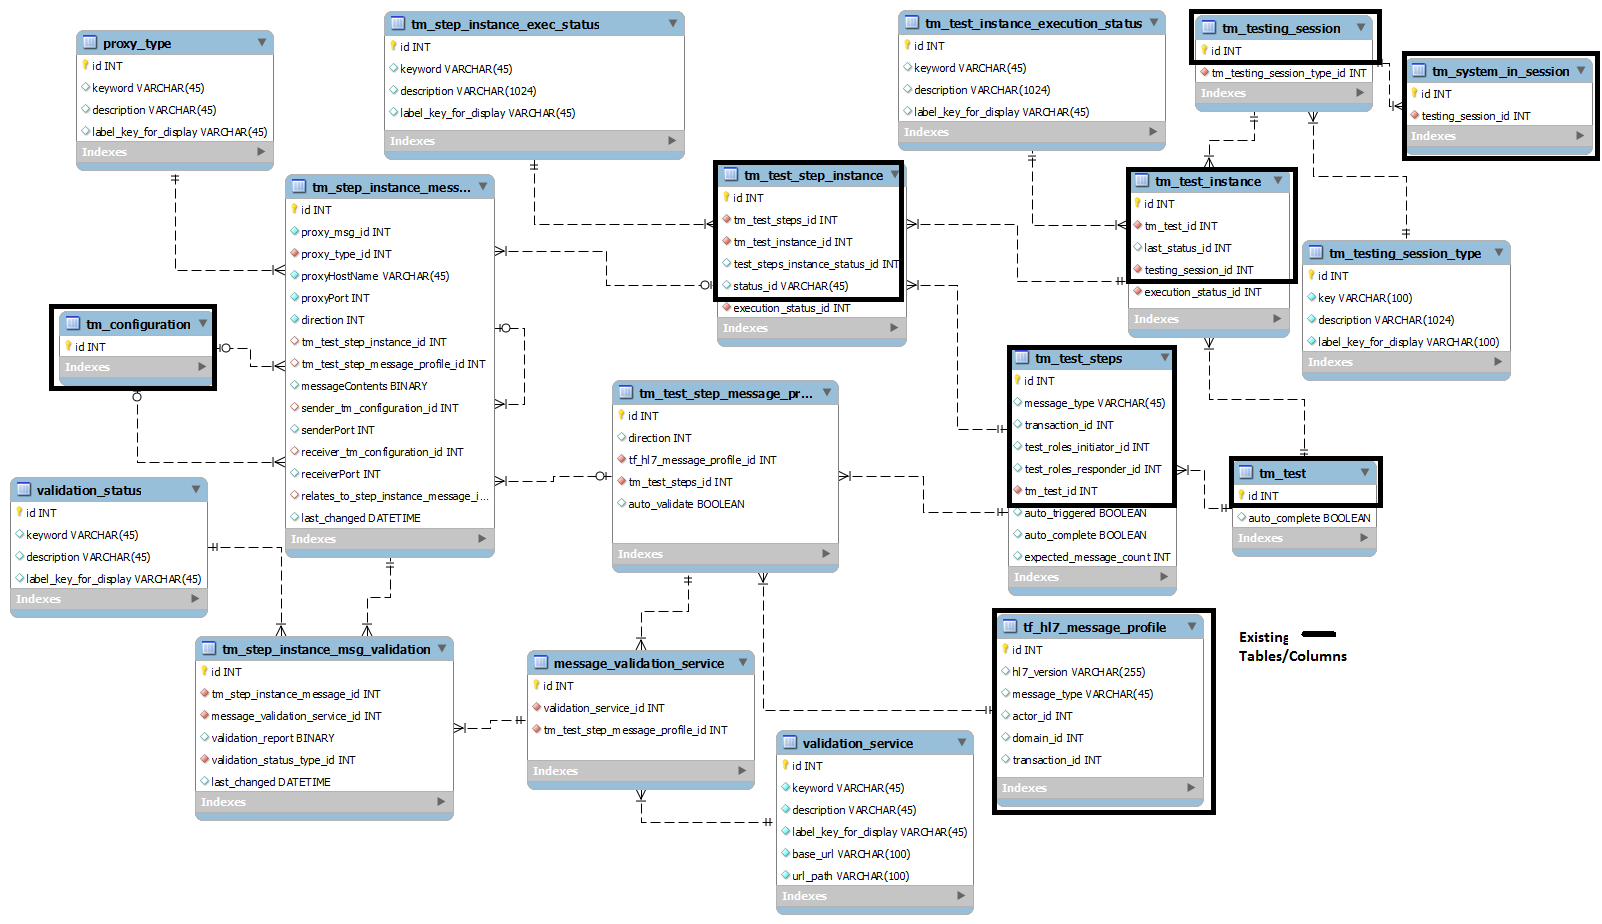 proxy_type
id INT
keyword VARCHAR(45)
description VARCHAR(45)
label_key_for_display VARCHAR(45)
Indexes
tm_step_instance_exec_status
id INT
keyword VARCHAR(45)
description VARCHAR(1024)
label_key_for_display VARCHAR(45)
Indexes
tm_test_instance_execution_status
id INT
keyword VARCHAR(45)
description VARCHAR(1024)
label_key_for_display VARCHAR(45)
Indexes
tm_testing_session
id INT
tm_testing_session_type_id INT
Indexes
tm_system_in_session
id INT
testing_session_id INT
Indexes
tm_step_instance_mess...
id INT
proxy_msg_id INT
proxy_type_id INT
proxyHostName VARCHAR(45)
proxyPort INT
direction INT
tm_test_step_instance_id INT
tm_test_step_message_profile_id INT
messageContents BINARY
sender_tm_configuration_id INT
senderPort INT
receiver_tm_configuration_id INT
receiverPort INT
relates_to_step_instance_message_i...
last_changed DATETIME
Indexes
tm_test_step_instance
id INT
tm_test_steps_id INT
tm_test_instance_id INT
test_steps_instance_status_id INT
status_id VARCHAR(45)
execution_status_id INT
Indexes
tm_test_instance
id INT
tm_test_id INT
last_status_id INT
testing_session_id INT
execution_status_id INT
Indexes
tm_testing_session_type
id INT
key VARCHAR(100)
description VARCHAR(1024)
label_key_for_display VARCHAR(100)
Indexes
tm_configuration
id INT
Indexes
tm_test_step_message_pr...
id INT
direction INT
tf_hl7_message_profile_id INT
tm_test_steps_id INT
auto_validate BOOLEAN
Indexes
tm_test_steps
id INT
message_type VARCHAR(45)
transaction_id INT
test_roles_initiator_id INT
test_roles_responder_id INT
tm_test_id INT
auto_triggered BOOLEAN
auto_complete BOOLEAN
expected_message_count INT
Indexes
tm_test
id INT
auto_complete BOOLEAN
Indexes
validation_status
id INT
keyword VARCHAR(45)
description VARCHAR(45)
label_key_for_display VARCHAR(45)
Indexes
tm_step_instance_msg_validation
id INT
tm_step_instance_message_id INT
message_validation_service_id INT
validation_report BINARY
validation_status_type_id INT
last_changed DATETIME
Indexes
message_validation_service
id INT
validation_service_id INT
tm_test_step_message_profile_id INT
Indexes
validation_service
id INT
keyword VARCHAR(45)
description VARCHAR(45)
label_key_for_display VARCHAR(45)
base_url VARCHAR(100)
url_path VARCHAR(100)
Indexes
tf_hl7_message_profile
id INT
hl7_version VARCHAR(255)
message_type VARCHAR(45)
actor_id INT
domain_id INT
transaction_id INT
Indexes
Existing
Tables/Columns